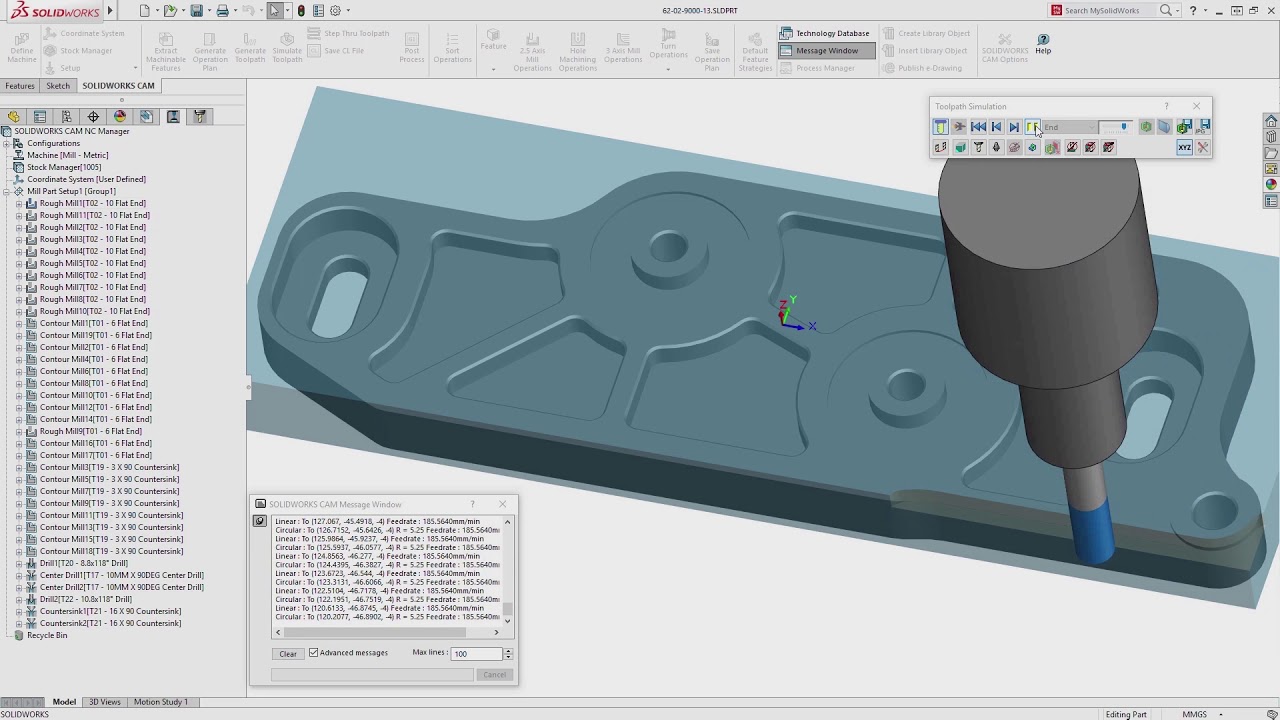 SOLIDWORKS
62-02-9000-13.SLDPRT
Search MySolidWorks
Define Machine
Coordinate System
Stock Manager
Setup
Extract Machinable Features
Generate Operation Plan
Generate Toolpath
Simulate Toolpath
Step Thru Toolpath
Save CL File
Post Process
Sort Operations
Feature
2.5 Axis Mill Operations
Hole Machining Operations
3 Axis Mill Operations
Turn Operations
Save Operation Plan
Default Feature Strategies
Technology Database
Message Window
Process Manager
Create Library Object
Insert Library Object
Publish e-Drawing
SOLIDWORKS CAM Options
Help
Features
Sketch
SOLIDWORKS CAM
SOLIDWORKS CAM NC Manager
Configurations
Machine [Mill - Metric]
Stock Manager[1005]
Coordinate System [User Defined]
Mill Part Setup1 [Group1]
Rough Mill1[T02 - 10 Flat End]
Rough Mill11[T02 - 10 Flat End]
Rough Mill2[T02 - 10 Flat End]
Rough Mill3[T02 - 10 Flat End]
Rough Mill4[T02 - 10 Flat End]
Rough Mill5[T02 - 10 Flat End]
Rough Mill6[T02 - 10 Flat End]
Rough Mill7[T02 - 10 Flat End]
Rough Mill8[T02 - 10 Flat End]
Rough Mill10[T02 - 10 Flat End]
Contour Mill1[T01 - 6 Flat End]
Contour Mill19[T01 - 6 Flat End]
Contour Mill2[T01 - 6 Flat End]
Contour Mill4[T01 - 6 Flat End]
Contour Mill6[T01 - 6 Flat End]
Contour Mill8[T01 - 6 Flat End]
Contour Mill10[T01 - 6 Flat End]
Contour Mill12[T01 - 6 Flat End]
Contour Mill14[T01 - 6 Flat End]
Rough Mill9[T01 - 6 Flat End]
Contour Mill16[T01 - 6 Flat End]
Contour Mill17[T01 - 6 Flat End]
Contour Mill3[T19 - 3 X 90 Countersink]
Contour Mill5[T19 - 3 X 90 Countersink]
Contour Mill7[T19 - 3 X 90 Countersink]
Contour Mill9[T19 - 3 X 90 Countersink]
Contour Mill11[T19 - 3 X 90 Countersink]
Contour Mill13[T19 - 3 X 90 Countersink]
Contour Mill15[T19 - 3 X 90 Countersink]
Contour Mill18[T19 - 3 X 90 Countersink]
Drill1[T20 - 8.8x118° Drill]
Center Drill1[T17 - 10MM X 90DEG Center Drill]
Center Drill2[T17 - 10MM X 90DEG Center Drill]
Drill2[T22 - 10.8x118° Drill]
Countersink1[T21 - 16 X 90 Countersink]
Countersink2[T21 - 16 X 90 Countersink]
Recycle Bin
Toolpath Simulation
End
XYZ
Z
Y
X
SOLIDWORKS CAM Message Window
Linear : To (127.067, -45.4918, -4) Feedrate : 185.5640mm/min
Circular : To (126.7152, -45.6426, -4) R = 5.25 Feedrate : 185.5640m
Linear : To (125.9864, -45.9237, -4) Feedrate : 185.5640mm/min
Circular : To (125.5937, -46.0577, -4) R = 5.25 Feedrate : 185.5640m
Linear : To (124.8563, -46.277, -4) Feedrate : 185.5640mm/min
Circular : To (124.4395, -46.3827, -4) R = 5.25 Feedrate : 185.5640m
Linear : To (123.6723, -46.544, -4) Feedrate : 185.5640mm/min
Circular : To (123.3131, -46.6066, -4) R = 5.25 Feedrate : 185.5640m
Linear : To (122.5104, -46.7178, -4) Feedrate : 185.5640mm/min
Circular : To (122.1951, -46.7519, -4) R = 5.25 Feedrate : 185.5640m
Linear : To (120.6133, -46.8745, -4) Feedrate : 185.5640mm/min
Circular : To (120.2077, -46.8902, -4) R = 5.25 Feedrate : 185.5640m
Clear
Advanced messages
Max lines :
100
Cancel
Model
3D Views
Motion Study 1
SOLIDWORKS
Editing Part
MMGS